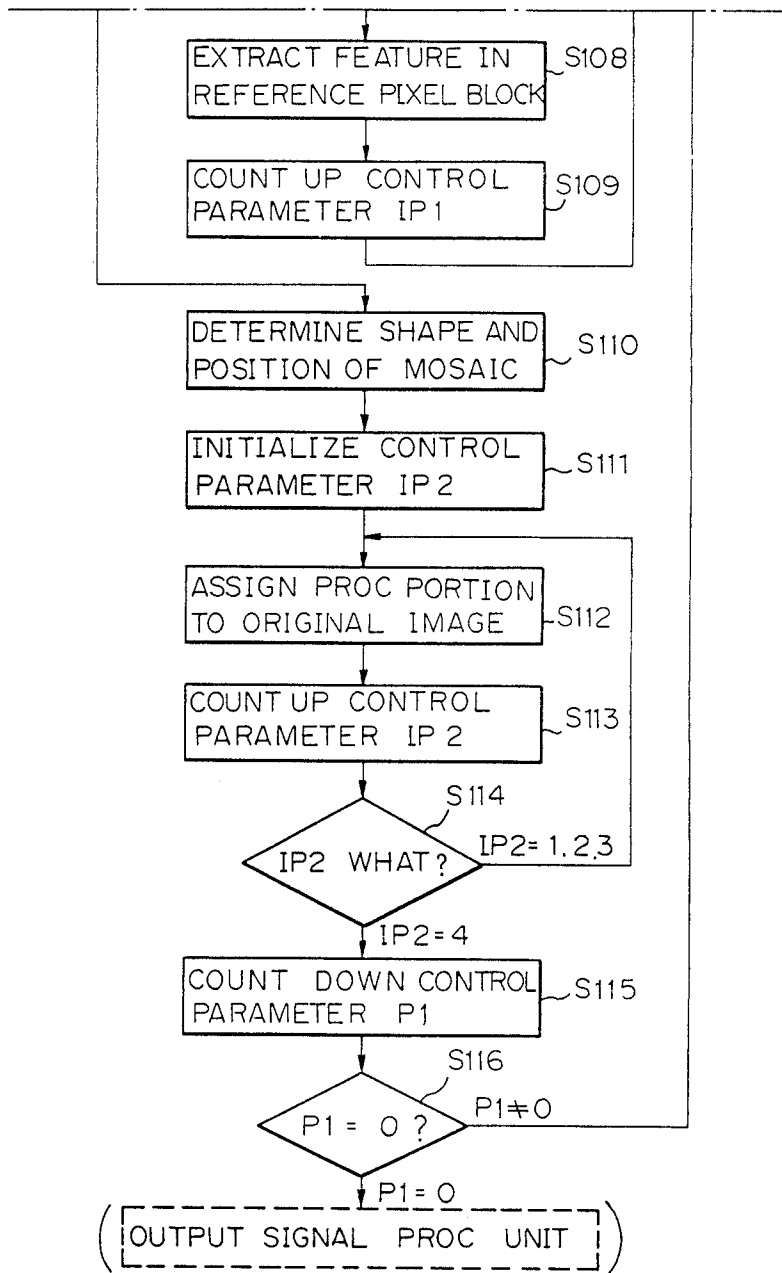 EXTRACT FEATURE IN
REFERENCE PIXEL BLOCK
S108
COUNT UP CONTROL
PARAMETER IP1
S109
DETERMINE SHAPE AND
POSITION OF MOSAIC
S110
INITIALIZE CONTROL
PARAMETER IP2
S111
ASSIGN PROC PORTION
TO ORIGINAL IMAGE
S112
COUNT UP CONTROL
PARAMETER IP2
S113
S114
IP2 WHAT?
IP2=1,2,3
IP2=4
COUNT DOWN CONTROL
PARAMETER P1
S115
S116
P1=0?
P1≠0
P1=0
(OUTPUT SIGNAL PROC UNIT)